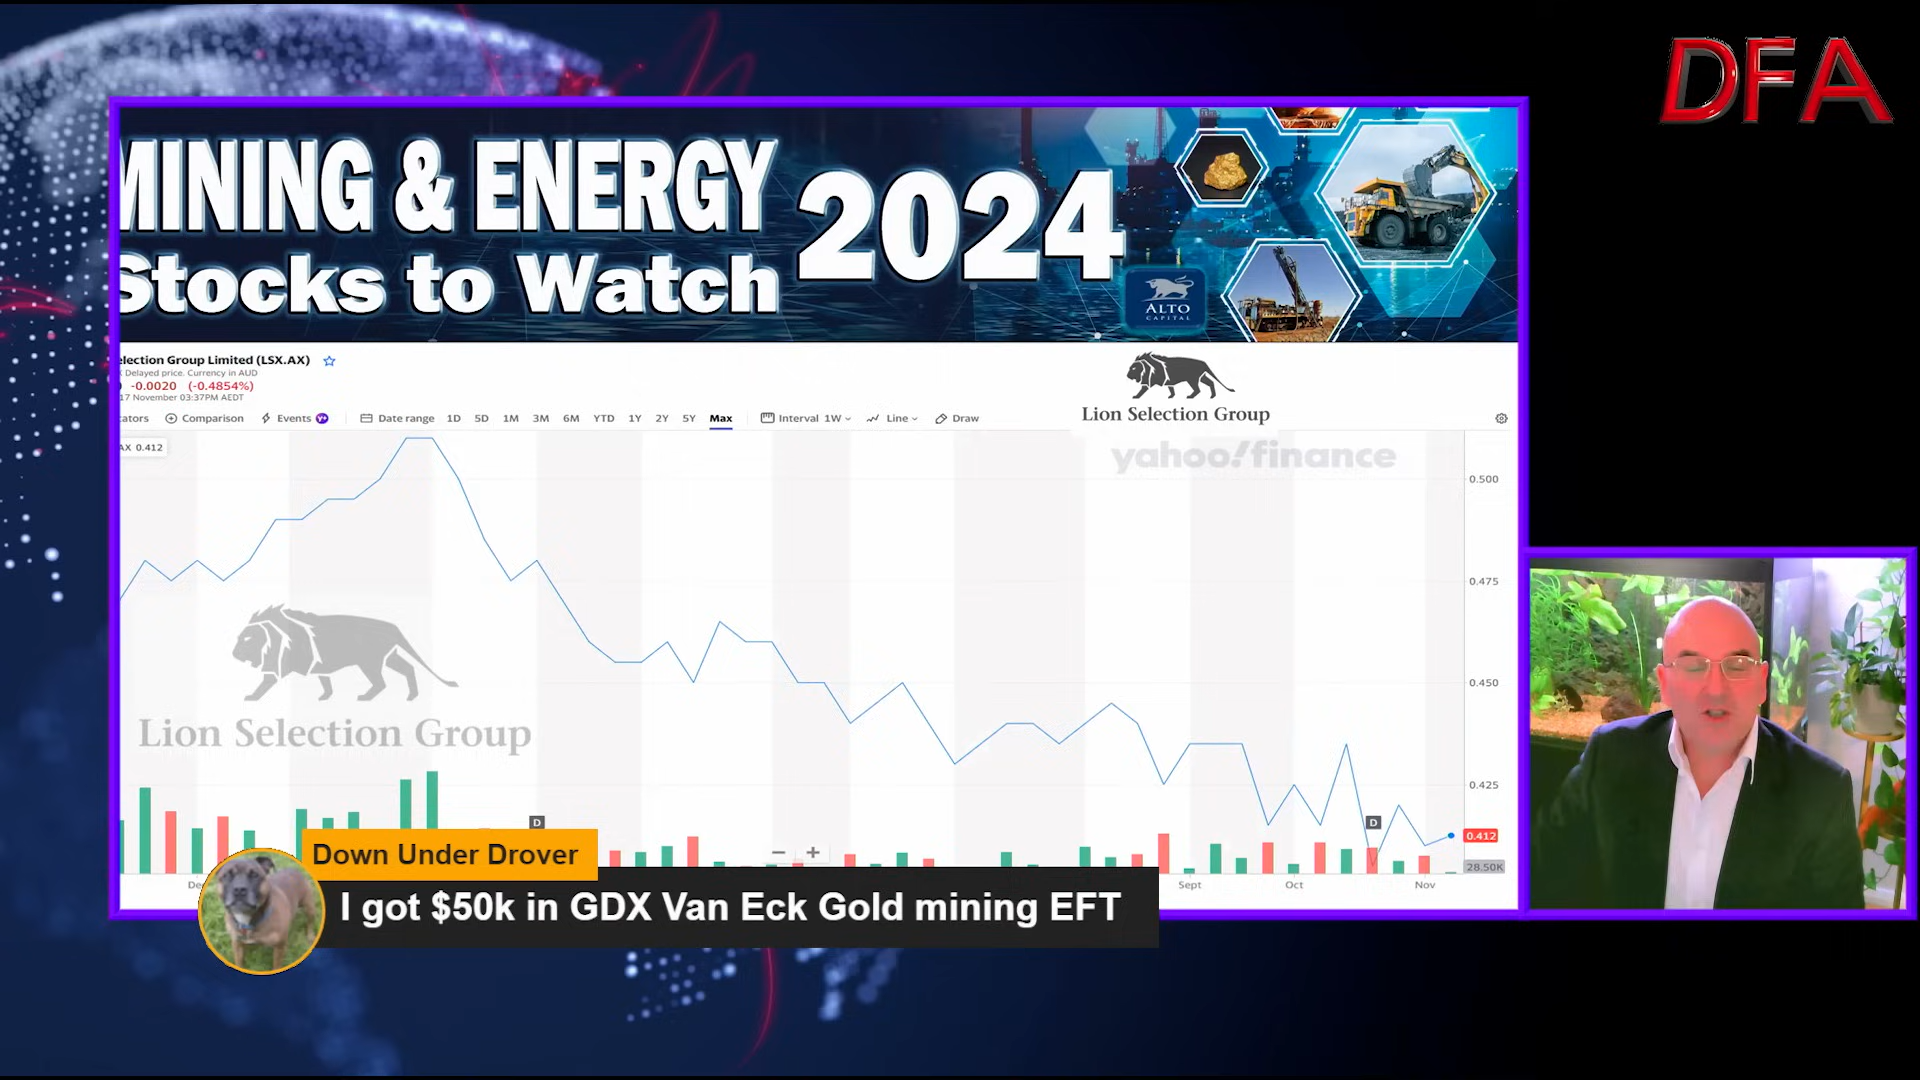 DFA
MINING & ENERGY
Stocks to Watch
2024
ALTO
CAPITAL
election Group Limited (LSX.AX)
Delayed price. Currency in AUD
-0.0020 (-0.4854%)
17 November 03:37PM AEDT
Lion Selection Group
cators Comparison Events Y+ Date range 1D 5D 1M 3M 6M YTD 1Y 2Y 5Y Max Interval 1W Line Draw
AX 0.412
yahoo!finance
0.500
0.475
Lion Selection Group
0.450
0.425
D
D
0.412
28.50K
De
Sept
Oct
Nov
− +
Down Under Drover
I got $50k in GDX Van Eck Gold mining EFT